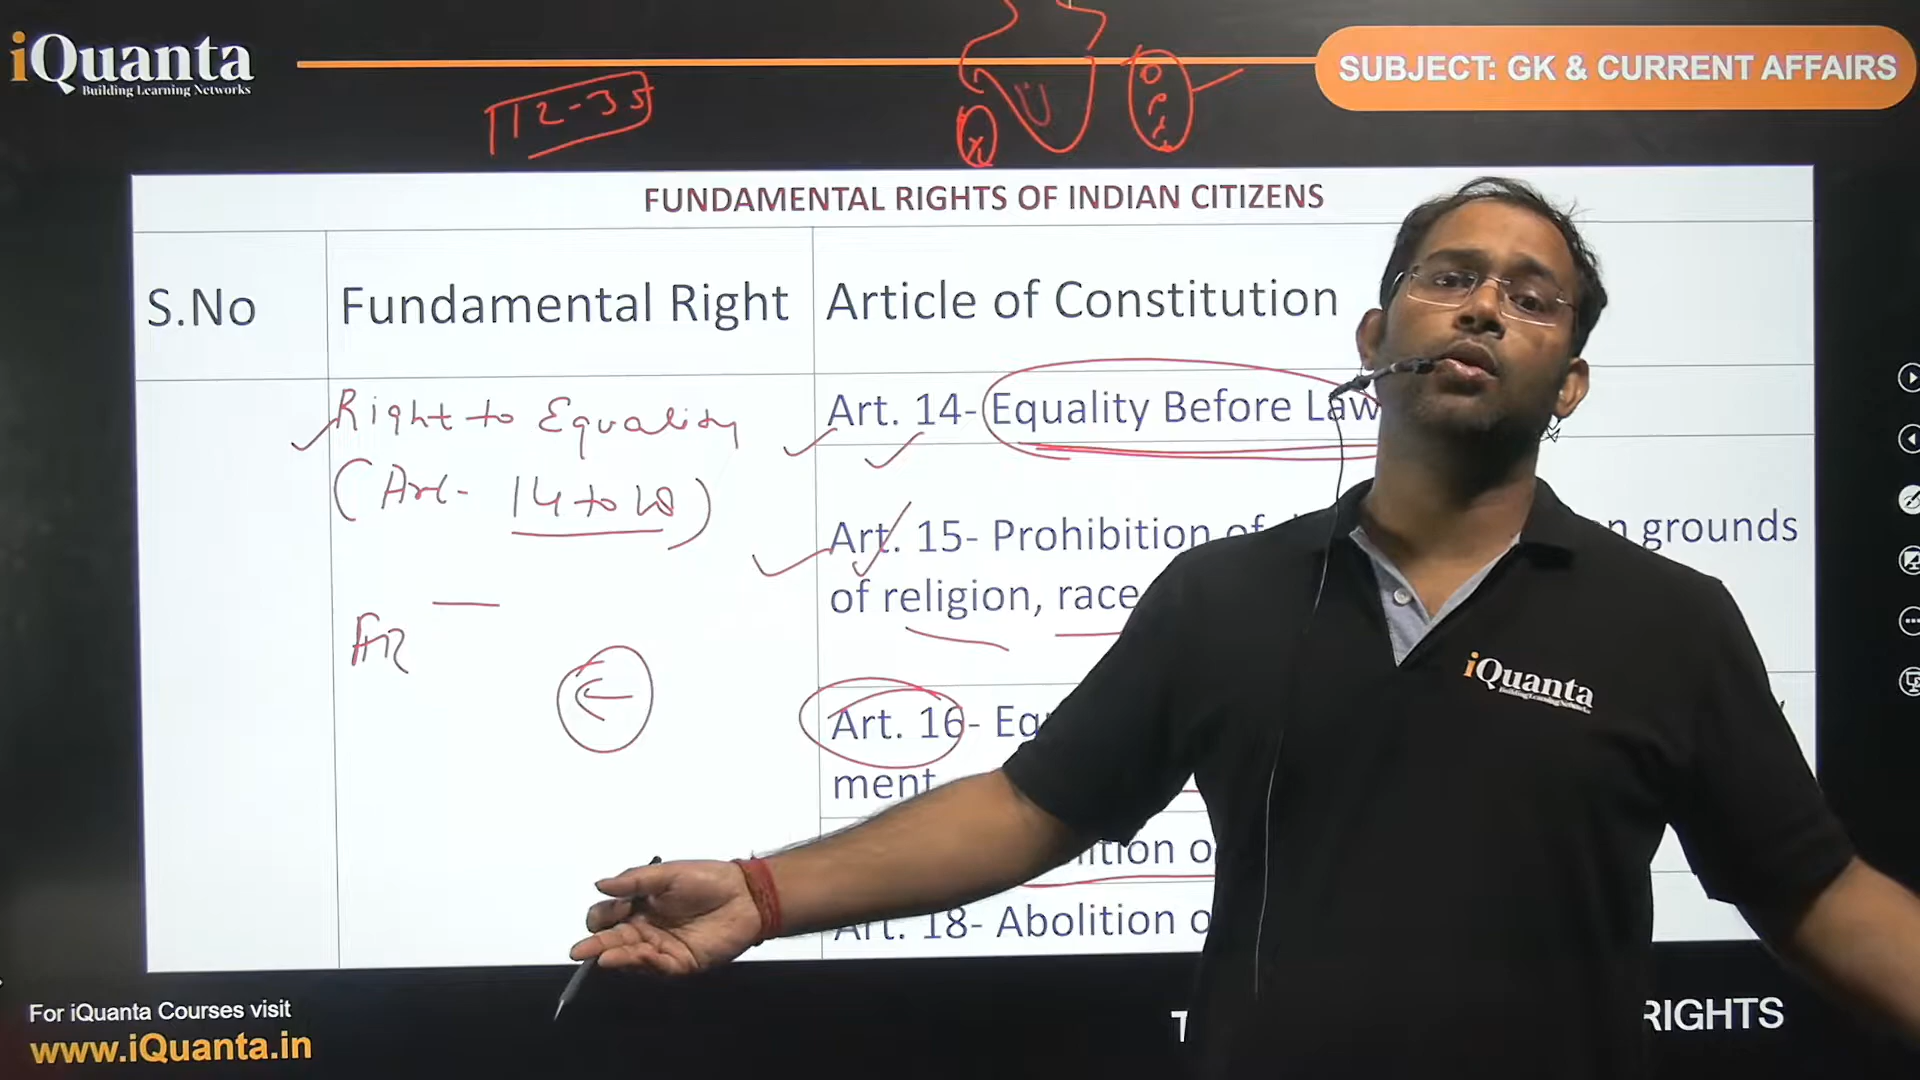 iQuanta
Building Learning Networks
SUBJECT: GK & CURRENT AFFAIRS
12-35
FUNDAMENTAL RIGHTS OF INDIAN CITIZENS
S.No
Fundamental Right
Article of Constitution
Right to Equality
(Art- 14 to 18)
FR
Art. 14- Equality Before Law
Art. 15- Prohibition of grounds
of religion, race
Art. 16-
ment
Art. 18- Abolition
iQuanta
Building Learning Networks
For iQuanta Courses visit
www.iQuanta.in
RIGHTS